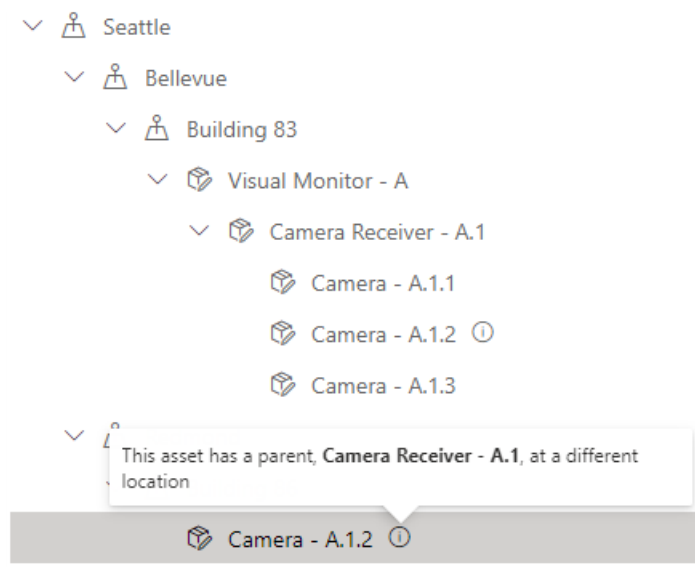 Seattle
Bellevue
Building 83
Visual Monitor - A
Camera Receiver - A.1
Camera - A.1.1
Camera - A.1.2
Camera - A.1.3
This asset has a parent, Camera Receiver - A.1, at a different
location
Camera - A.1.2